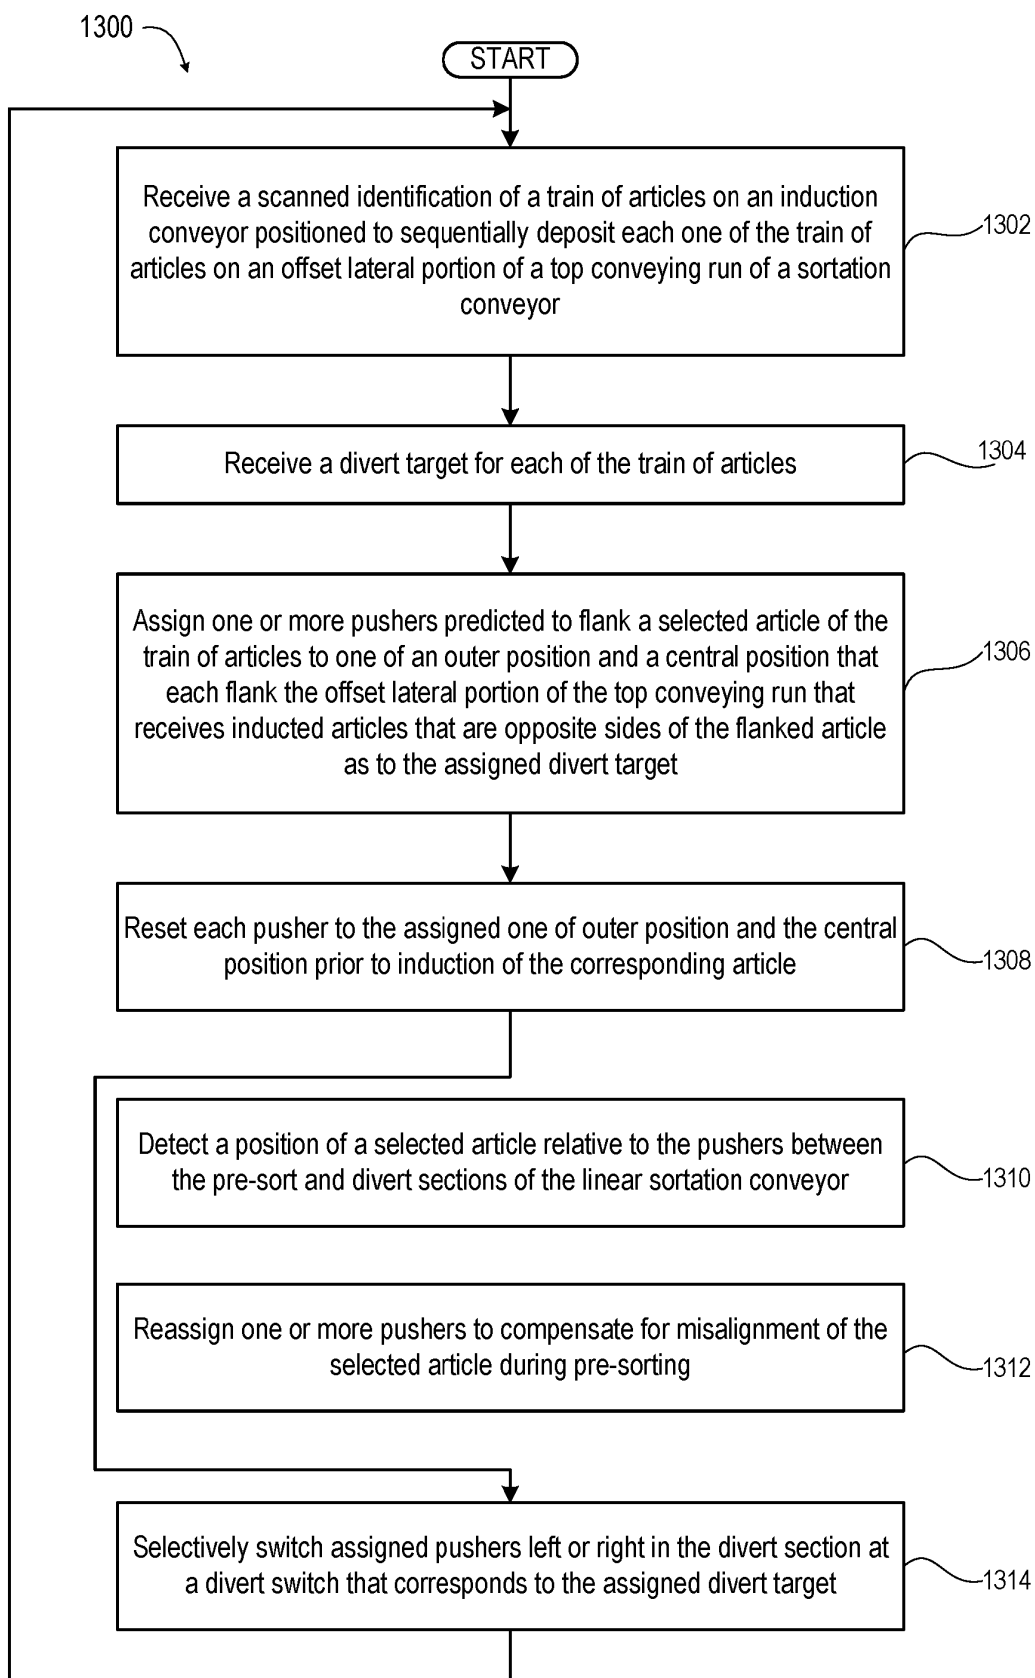 1300
START
Receive a scanned identification of a train of articles on an induction
conveyor positioned to sequentially deposit each one of the train of
articles on an offset lateral portion of a top conveying run of a sortation
conveyor
1302
Receive a divert target for each of the train of articles
1304
Assign one or more pushers predicted to flank a selected article of the
train of articles to one of an outer position and a central position that
each flank the offset lateral portion of the top conveying run that
receives inducted articles that are opposite sides of the flanked article
as to the assigned divert target
1306
Reset each pusher to the assigned one of outer position and the central
position prior to induction of the corresponding article
1308
Detect a position of a selected article relative to the pushers between
the pre-sort and divert sections of the linear sortation conveyor
1310
Reassign one or more pushers to compensate for misalignment of the
selected article during pre-sorting
1312
Selectively switch assigned pushers left or right in the divert section at
a divert switch that corresponds to the assigned divert target
1314